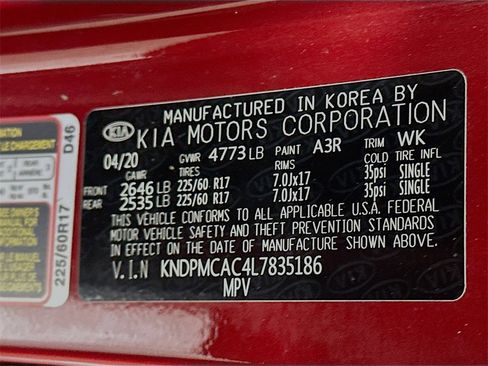 MANUFACTURED IN KOREA BY
KIA KIA MOTORS CORPORATION
04/20 GVWR 4773 LB PAINT A3R TRIM WK
GAWR TIRES RIMS COLD TIRE INFL
FRONT 2646 LB 225/60 R17 7.0Jx17 35psi SINGLE
REAR 2535 LB 225/60 R17 7.0Jx17 35psi SINGLE
THIS VEHICLE CONFORMS TO ALL APPLICABLE U.S.A. FEDERAL
MOTOR VEHICLE SAFETY AND THEFT PREVENTION STANDARDS
IN EFFECT ON THE DATE OF MANUFACTURE SHOWN ABOVE.
V.I.N KNDPMCAC4L7835186
MPV
D46
225/60R17